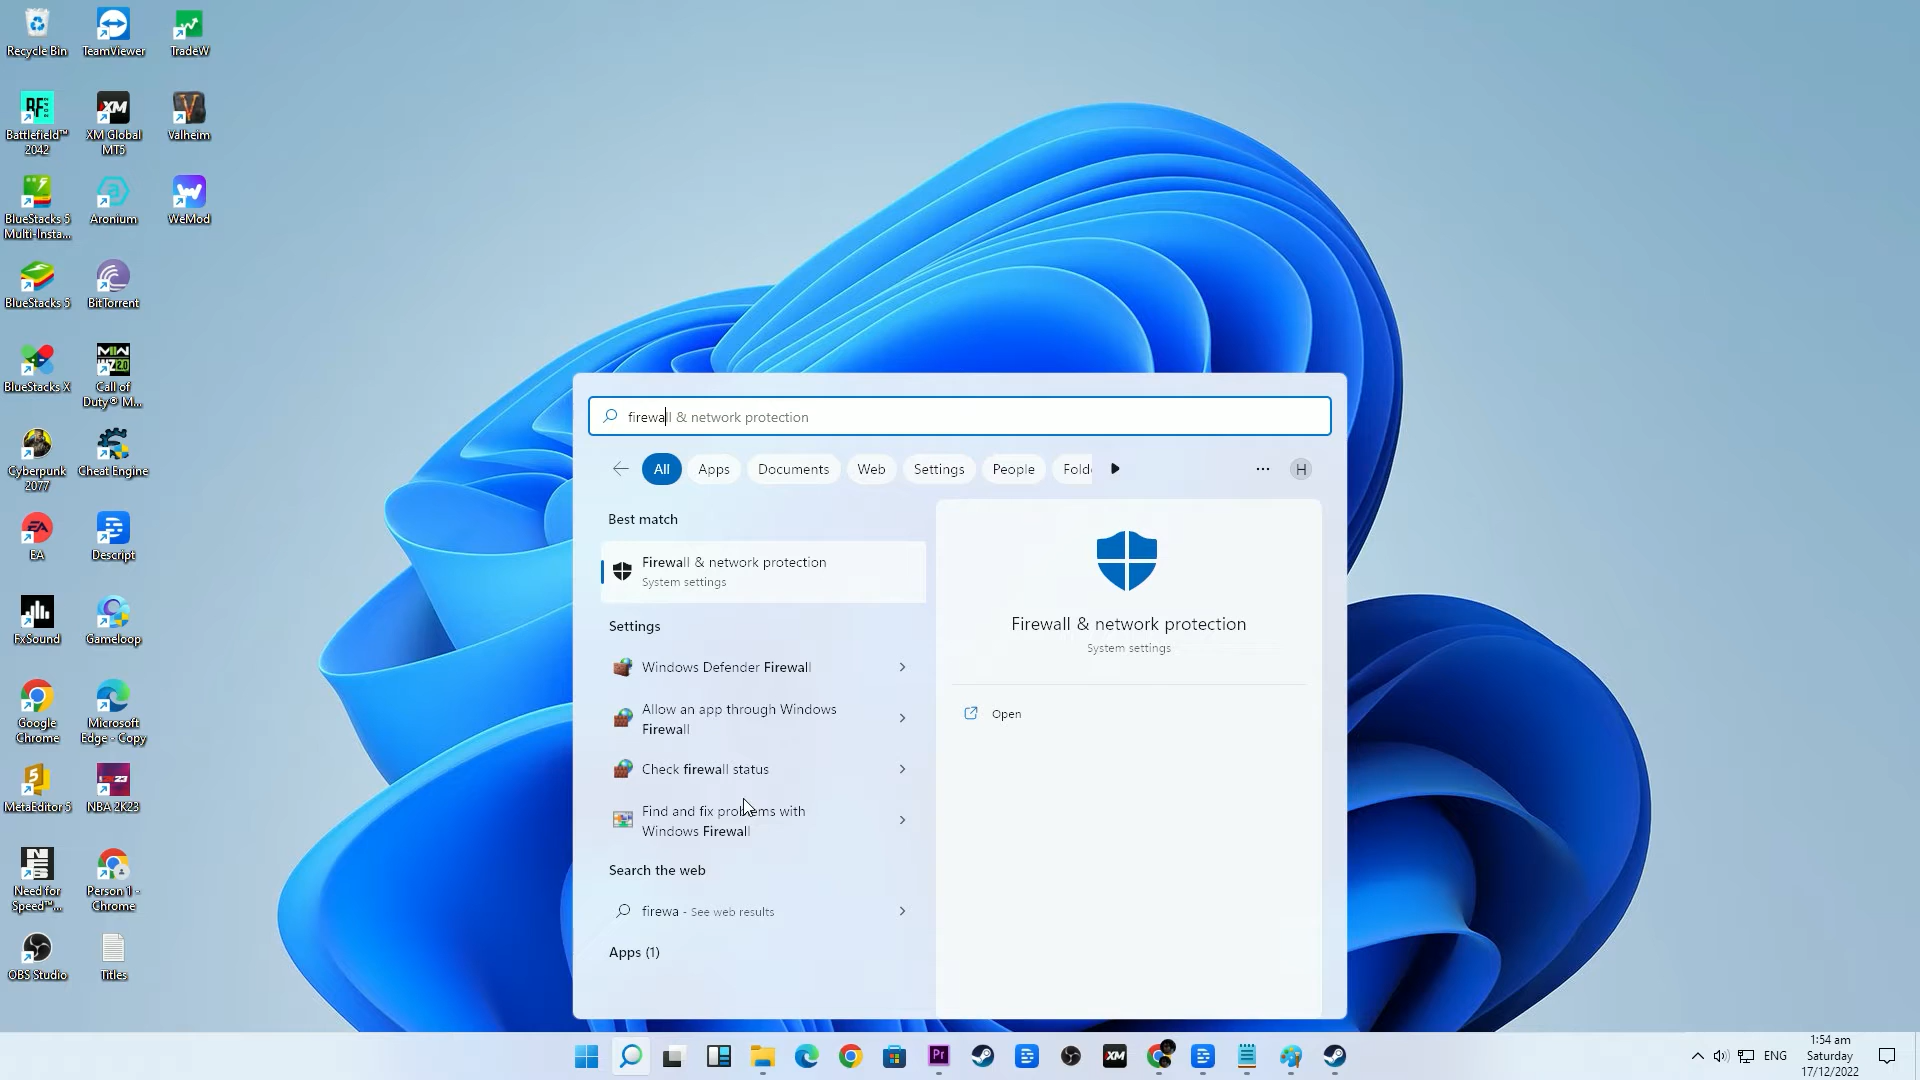 Recycle Bin
TeamViewer
TradeW
Battlefield™
2042
XM Global
MT5
Valheim
BlueStacks 5
Multi-Insta...
Aronium
WeMod
BlueStacks 5
BitTorrent
BlueStacks X
Call of
Duty® M...
Cyberpunk
2077
Cheat Engine
EA
Descript
FxSound
Gameloop
Google
Chrome
Microsoft
Edge - Copy
MetaEditor 5
NBA 2K23
Need for
Speed™...
Person 1 -
Chrome
OBS Studio
Titles
firewall & network protection
All
Apps
Documents
Web
Settings
People
Fold
H
Best match
Firewall & network protection
System settings
Settings
Windows Defender Firewall
Allow an app through Windows
Firewall
Check firewall status
Find and fix problems with
Windows Firewall
Search the web
firewa - See web results
Apps (1)
Firewall & network protection
System settings
Open
Pr
XM
ENG
1:54 am
Saturday
17/12/2022